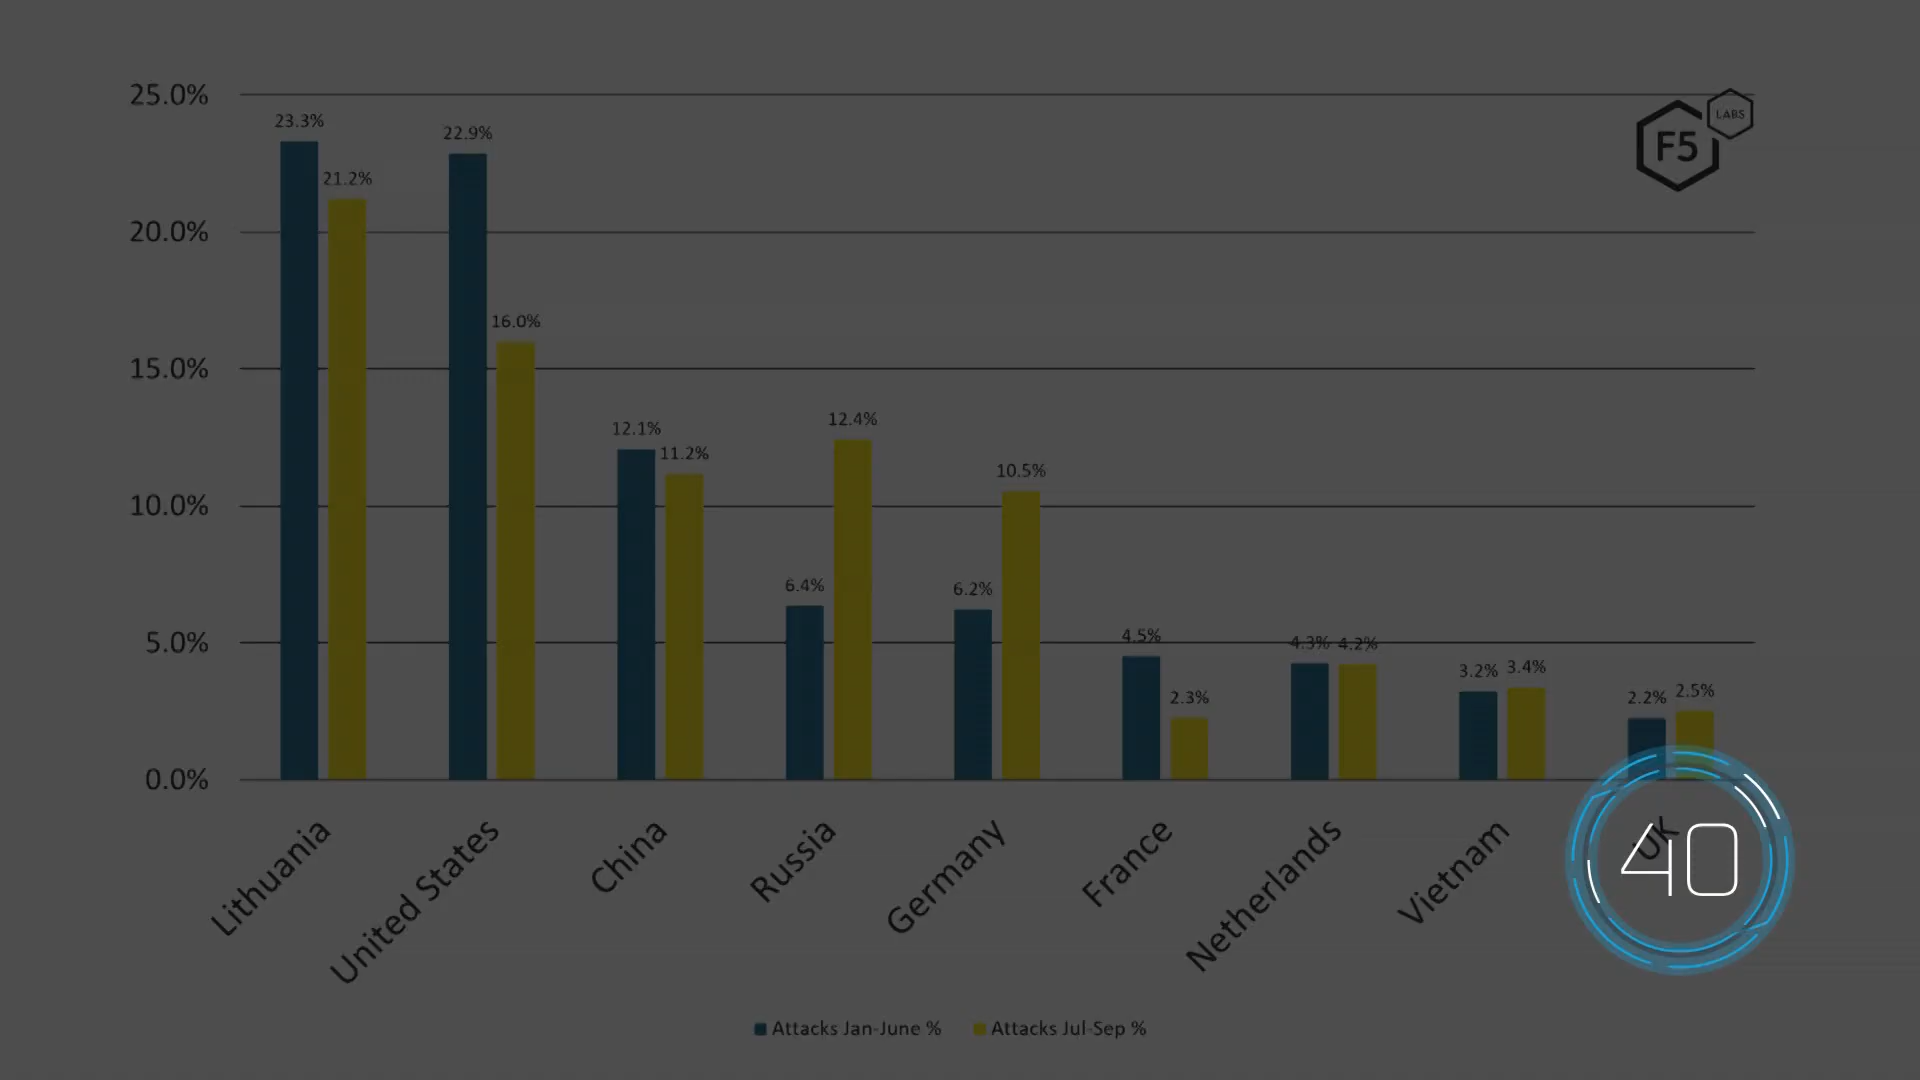 25.0%
20.0%
15.0%
10.0%
5.0%
0.0%
23.3%
21.2%
22.9%
16.0%
12.1%
11.2%
6.4%
12.4%
6.2%
10.5%
4.5%
2.3%
4.3%
4.2%
3.2%
3.4%
2.2%
2.5%
F5
LABS
Lithuania
United States
China
Russia
Germany
France
Netherlands
Vietnam
UK
40
Attacks Jan-June %
Attacks Jul-Sep %